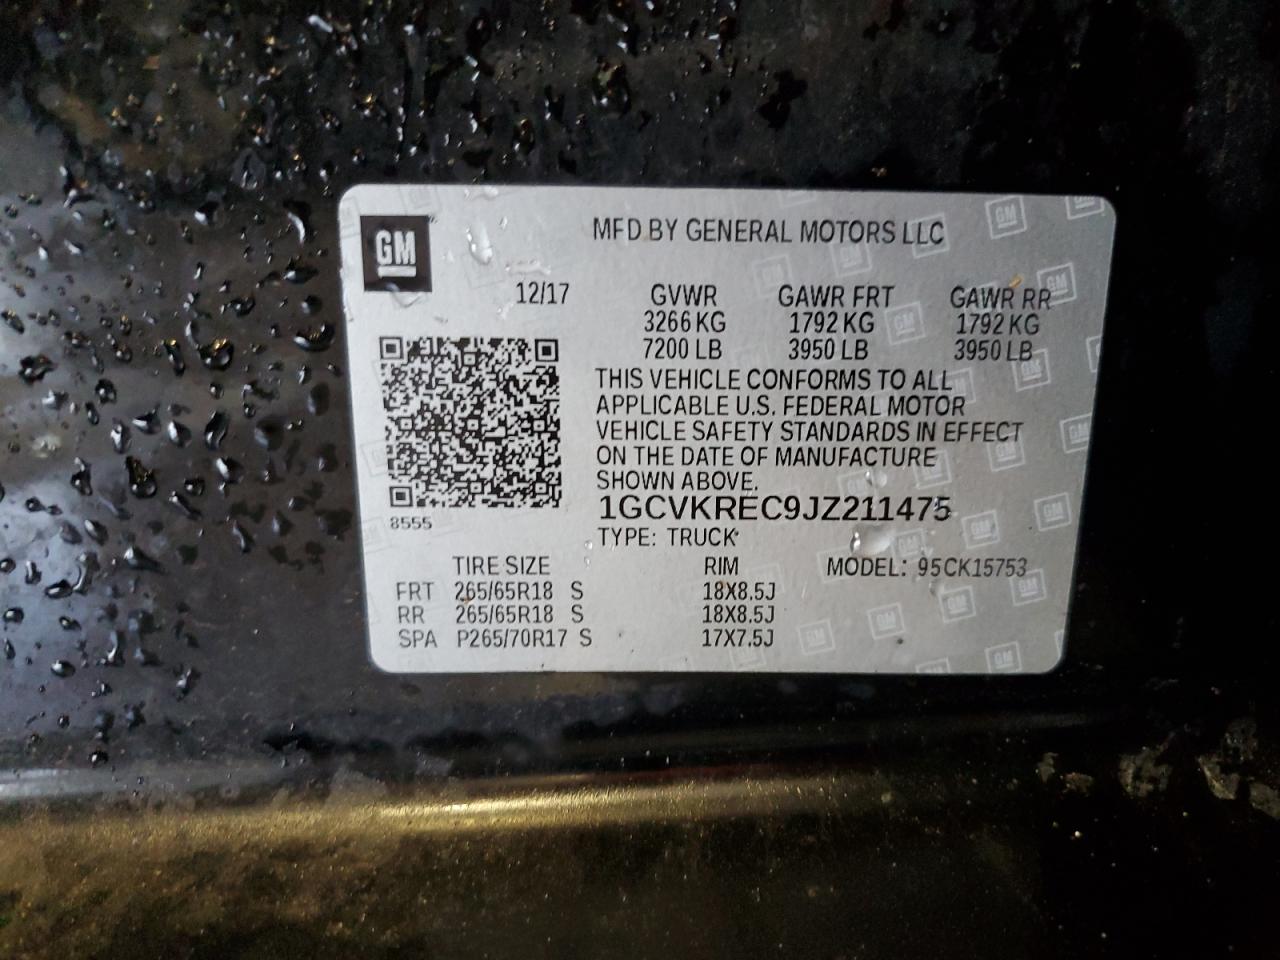 GM
MFD BY GENERAL MOTORS LLC
12/17 GVWR GAWR FRT GAWR RR
3266 KG 1792 KG 1792 KG
7200 LB 3950 LB 3950 LB
THIS VEHICLE CONFORMS TO ALL
APPLICABLE U.S. FEDERAL MOTOR
VEHICLE SAFETY STANDARDS IN EFFECT
ON THE DATE OF MANUFACTURE
SHOWN ABOVE.
1GCVKREC9JZ211475
8555
TYPE: TRUCK
TIRE SIZE RIM MODEL: 95CK15753
FRT 265/65R18 S 18X8.5J
RR 265/65R18 S 18X8.5J
SPA P265/70R17 S 17X7.5J